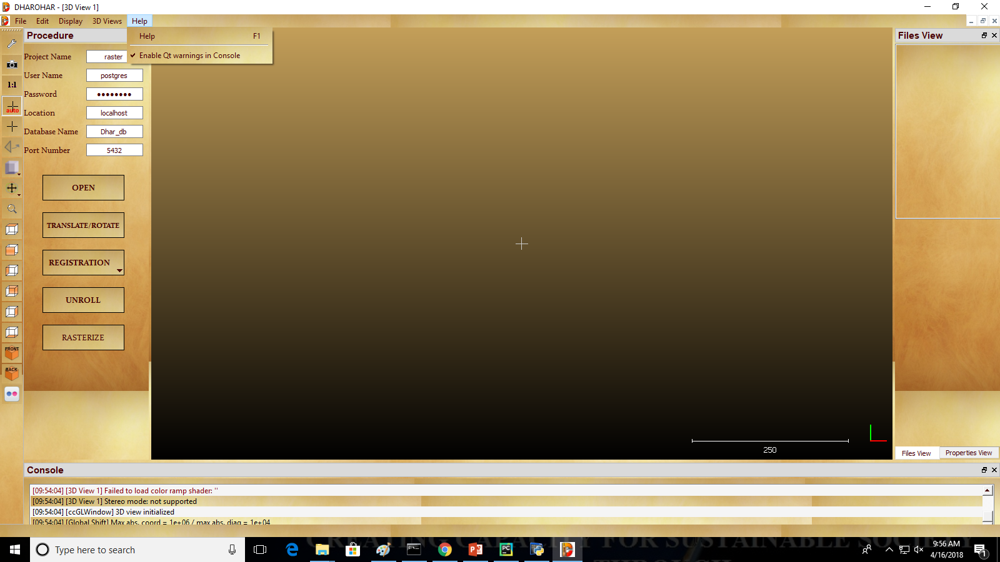 DHAROHAR - [3D View 1]
File Edit Display 3D Views Help
Procedure
Help F1
Enable Qt warnings in Console
Files View
Project Name raster
User Name postgres
Password ●●●●●●●●
Location localhost
Database Name Dhar_db
Port Number 5432
1:1
auto
OPEN
TRANSLATE/ROTATE
REGISTRATION
UNROLL
RASTERIZE
FRONT
BACK
250
Files View Properties View
Console
[09:54:04] [3D View 1] Failed to load color ramp shader: ''
[09:54:04] [3D View 1] Stereo mode: not supported
[09:54:04] [ccGLWindow] 3D view initialized
[09:54:04] [Global Shift] Max abs. coord = 1e+06 / max abs. diag = 1e+04
CREATING CAPACITY FOR SUSTAINABLE SOCIETY
THROUGH
Type here to search
9:56 AM
4/16/2018
1